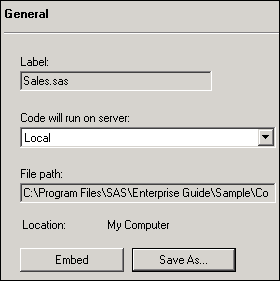 General
Label:
Sales.sas
Code will run on server:
Local
File path:
C:\Program Files\SAS\Enterprise Guide\Sample\Co
Location: My Computer
Embed Save As...